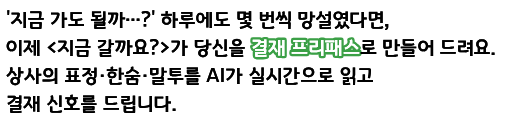 '지금 가도 될까…?' 하루에도 몇 번씩 망설였다면,
이제 <지금 갈까요?>가 당신을 결재 프리패스로 만들어 드려요.
상사의 표정·한숨·말투를 AI가 실시간으로 읽고
결재 신호를 드립니다.